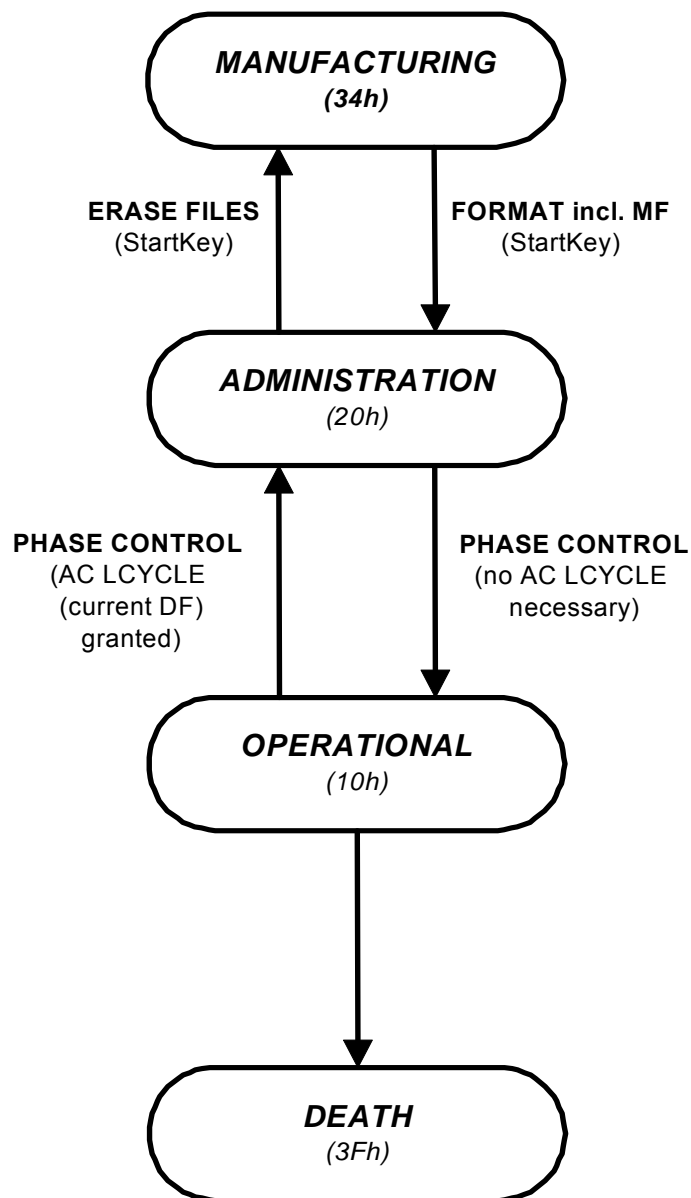 MANUFACTURING
(34h)
ERASE FILES
(StartKey)
FORMAT incl. MF
(StartKey)
ADMINISTRATION
(20h)
PHASE CONTROL
(AC LCYCLE
(current DF)
granted)
PHASE CONTROL
(no AC LCYCLE
necessary)
OPERATIONAL
(10h)
DEATH
(3Fh)